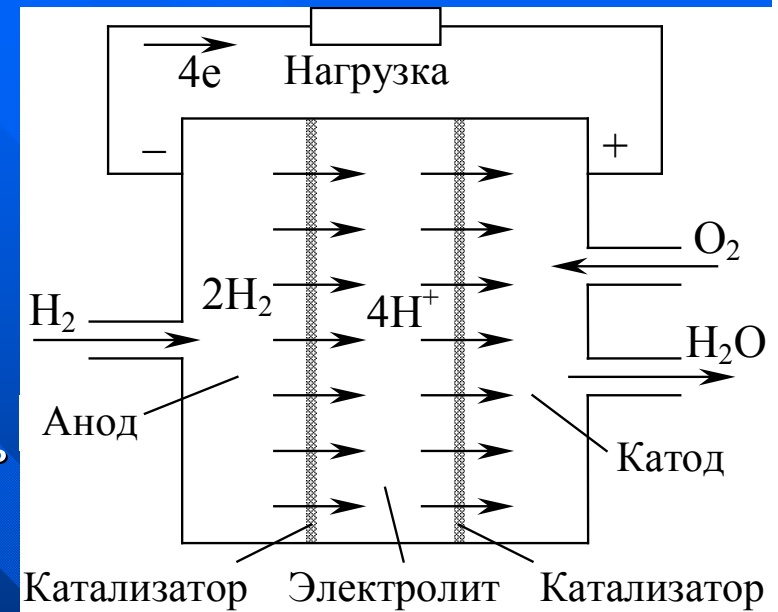 4e
Нагрузка
–
+
O₂
2H₂
4H⁺
H₂
H₂O
Анод
Катод
Катализатор Электролит Катализатор